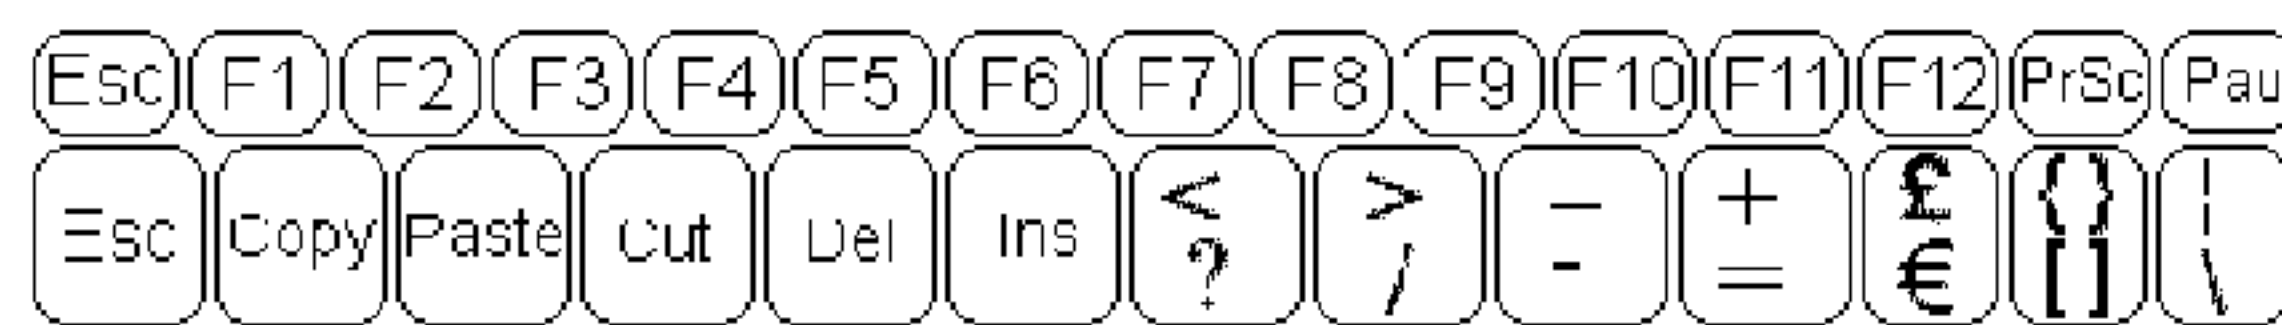 Esc F1 F2 F3 F4 F5 F6 F7 F8 F9 F10 F11 F12 PrSc Pau
Esc Copy Paste Cut Del Ins < > _ + £ { } |
? / - = € [ ] \